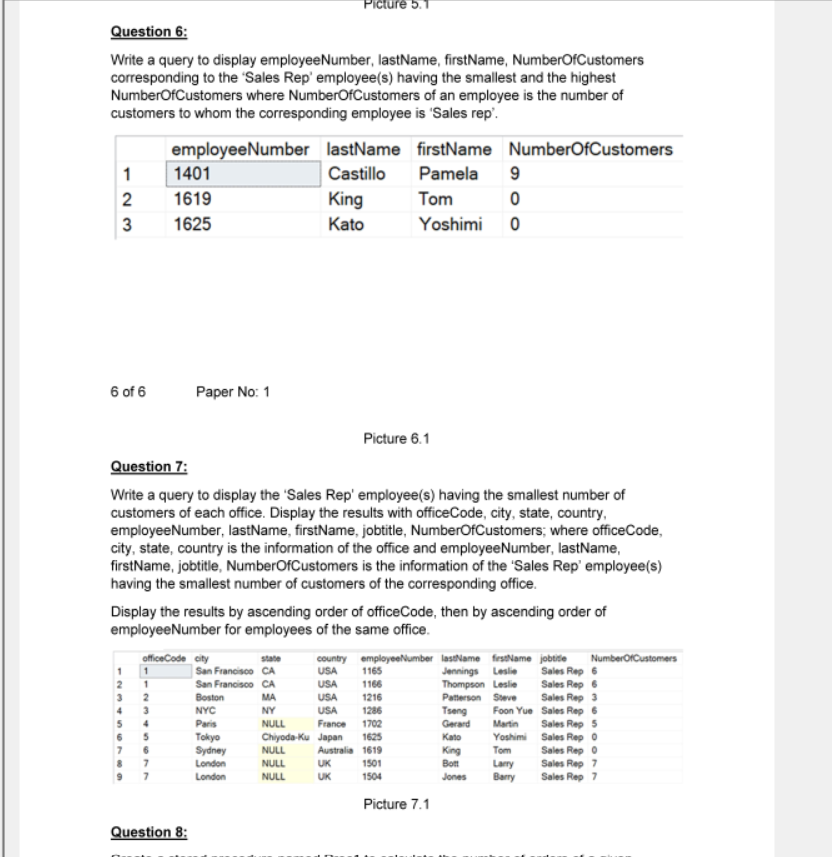 Picture 5.1
Question 6:
Write a query to display employeeNumber, lastName, firstName, NumberOfCustomers
corresponding to the 'Sales Rep' employee(s) having the smallest and the highest
NumberOfCustomers where NumberOfCustomers of an employee is the number of
customers to whom the corresponding employee is 'Sales rep'.
employeeNumber lastName firstName NumberOfCustomers
1 1401 Castillo Pamela 9
2 1619 King Tom 0
3 1625 Kato Yoshimi 0
6 of 6 Paper No: 1
Picture 6.1
Question 7:
Write a query to display the 'Sales Rep' employee(s) having the smallest number of
customers of each office. Display the results with officeCode, city, state, country,
employeeNumber, lastName, firstName, jobtitle, NumberOfCustomers; where officeCode,
city, state, country is the information of the office and employeeNumber, lastName,
firstName, jobtitle, NumberOfCustomers is the information of the 'Sales Rep' employee(s)
having the smallest number of customers of the corresponding office.
Display the results by ascending order of officeCode, then by ascending order of
employeeNumber for employees of the same office.
officeCode city state country employeeNumber lastName firstName jobtitle NumberOfCustomers
1 1 San Francisco CA USA 1165 Jennings Leslie Sales Rep 6
2 1 San Francisco CA USA 1166 Thompson Leslie Sales Rep 6
3 2 Boston MA USA 1216 Patterson Steve Sales Rep 3
4 3 NYC NY USA 1286 Tseng Foon Yue Sales Rep 6
5 4 Paris NULL France 1702 Gerard Martin Sales Rep 5
6 5 Tokyo Chiyoda-Ku Japan 1625 Kato Yoshimi Sales Rep 0
7 6 Sydney NULL Australia 1619 King Tom Sales Rep 0
8 7 London NULL UK 1501 Bott Larry Sales Rep 7
9 7 London NULL UK 1504 Jones Barry Sales Rep 7
Picture 7.1
Question 8: